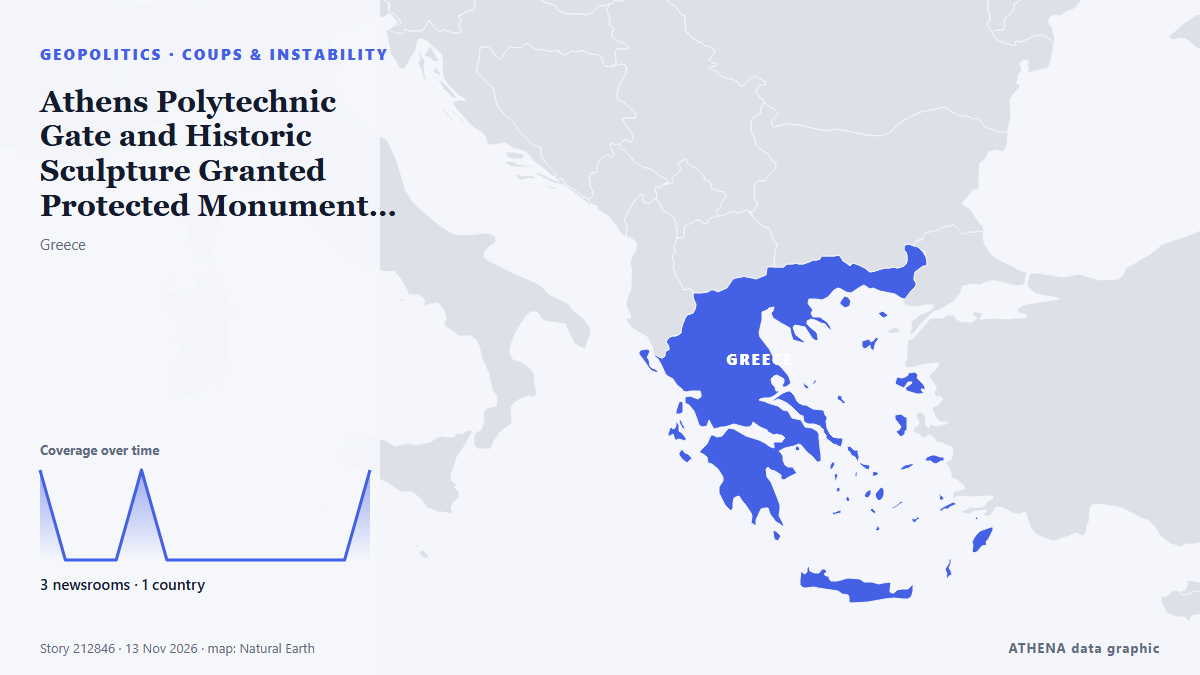 GEOPOLITICS · COUPS & INSTABILITY
Athens Polytechnic
Gate and Historic
Sculpture Granted
Protected Monument...
Greece
GREECE
Coverage over time
3 newsrooms · 1 country
Story 212846 · 13 Nov 2026 · map: Natural Earth
ATHENA data graphic